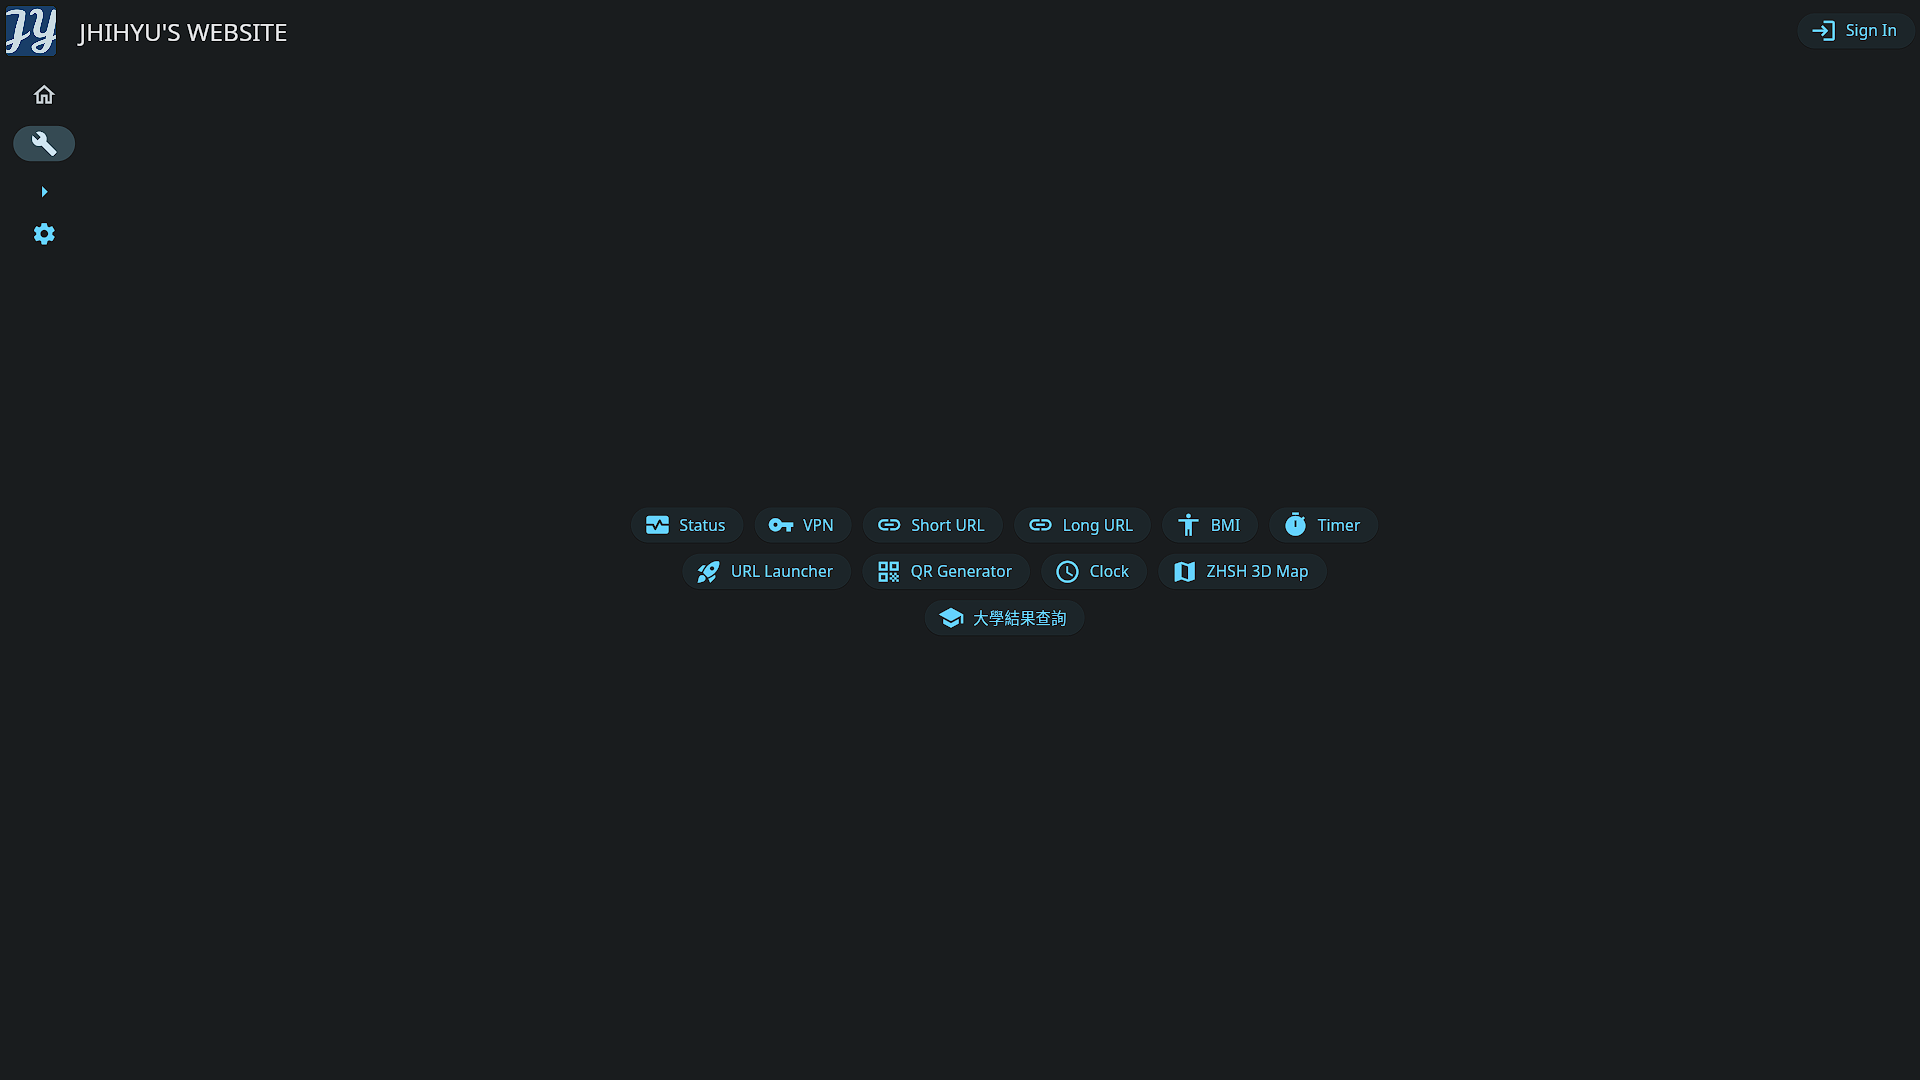 JY JHIHYU'S WEBSITE
Sign In
Status VPN Short URL Long URL BMI Timer
URL Launcher QR Generator Clock ZHSH 3D Map
大學結果查詢